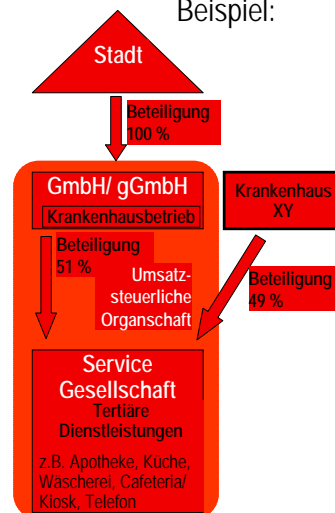 Beispiel:
Stadt
Beteiligung
100 %
GmbH/ gGmbH
Krankenhausbetrieb
Krankenhaus
XY
Beteiligung
51 %
Umsatz-
steuerliche
Organschaft
Beteiligung
49 %
Service
Gesellschaft
Tertiäre
Dienstleistungen
z.B. Apotheke, Küche,
Wäscherei, Cafeteria/
Kiosk, Telefon